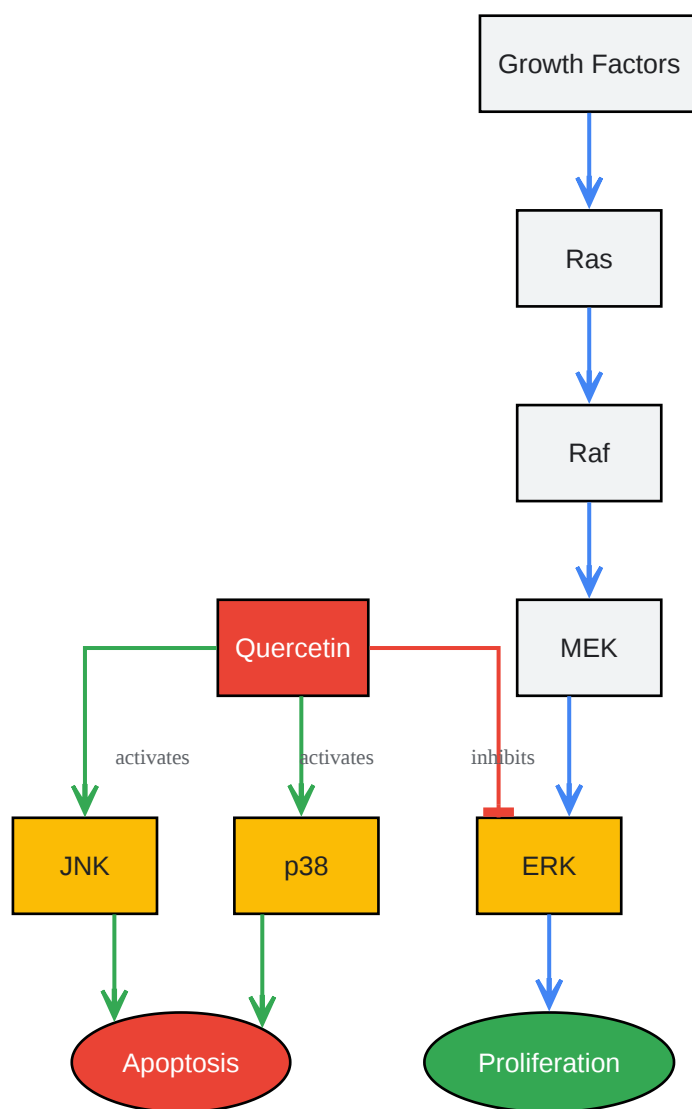 Growth Factors
Ras
Raf
Quercetin
MEK
activates
activates
inhibits
JNK
p38
ERK
Apoptosis
Proliferation